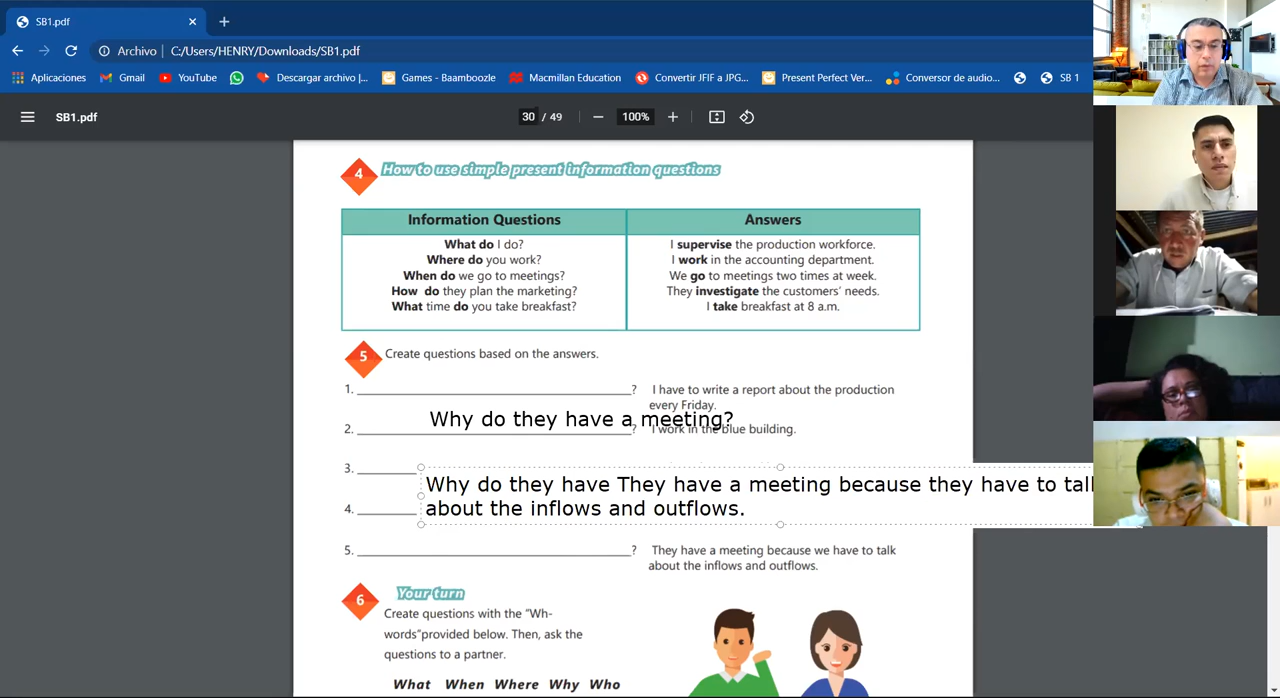 SB1.pdf
Archivo C:/Users/HENRY/Downloads/SB1.pdf
Aplicaciones Gmail YouTube Descargar archivo |... Games - Baamboozle Macmillan Education Convertir JFIF a JPG... Present Perfect Ver... Conversor de audio... SB 1
SB1.pdf 30 / 49 100%
4 How to use simple present information questions
Information Questions Answers
What do I do? I supervise the production workforce.
Where do you work? I work in the accounting department.
When do we go to meetings? We go to meetings two times at week.
How do they plan the marketing? They investigate the customers' needs.
What time do you take breakfast? I take breakfast at 8 a.m.
5 Create questions based on the answers.
1. ? I have to write a report about the production
every Friday.
Why do they have a meeting?
2. ? I work in the blue building.
3.
Why do they have They have a meeting because they have to tal
4. about the inflows and outflows.
5. ? They have a meeting because we have to talk
about the inflows and outflows.
6 Your turn
Create questions with the "Wh-
words"provided below. Then, ask the
questions to a partner.
What When Where Why Who